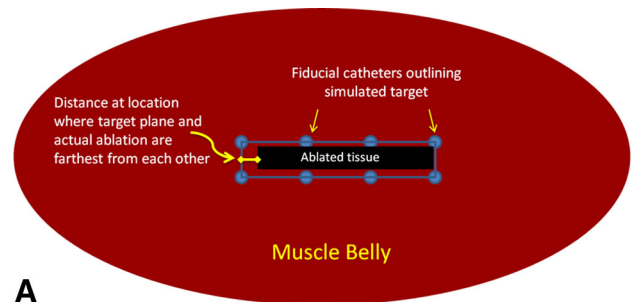 Fiducial catheters outlining
simulated target
Distance at location
where target plane and
actual ablation are
farthest from each other
Ablated tissue
Muscle Belly
A